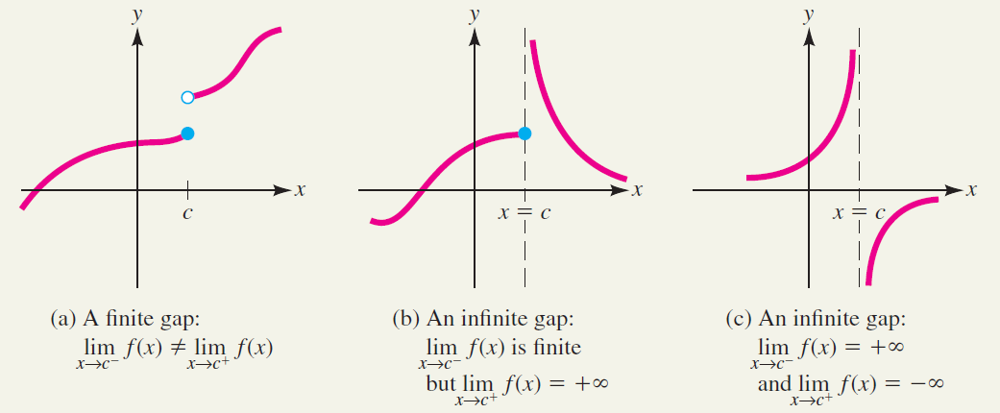 y
x
c
(a) A finite gap:
lim f(x) ≠ lim f(x)
x→c⁻ x→c⁺
y
x
x = c
(b) An infinite gap:
lim f(x) is finite
x→c⁻
but lim f(x) = +∞
x→c⁺
y
x
x = c
(c) An infinite gap:
lim f(x) = +∞
x→c⁻
and lim f(x) = −∞
x→c⁺